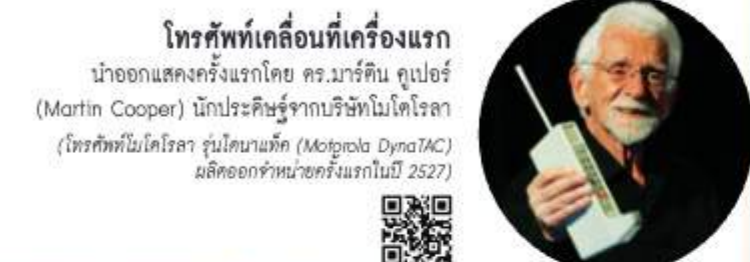 โทรศัพท์เคลื่อนที่เครื่องแรก
นำออกแสดงครั้งแรกโดย ดร.มาร์ติน คูเปอร์
(Martin Cooper) นักประดิษฐ์จากบริษัทโมโตโรลา
(โทรศัพท์โมโตโรลา รุ่นไดนาแท็ค (Motorola DynaTAC)
ผลิตออกจำหน่ายครั้งแรกในปี 2527)